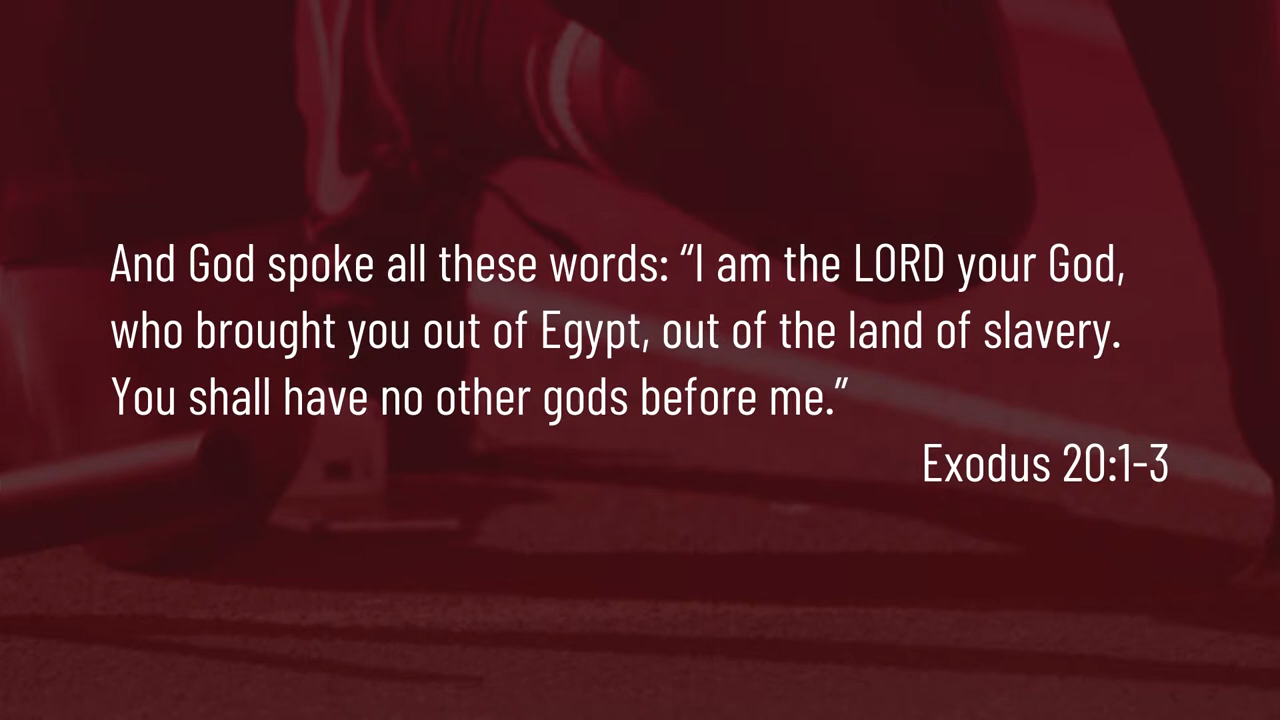 And God spoke all these words: “I am the LORD your God,
who brought you out of Egypt, out of the land of slavery.
You shall have no other gods before me.”
Exodus 20:1-3